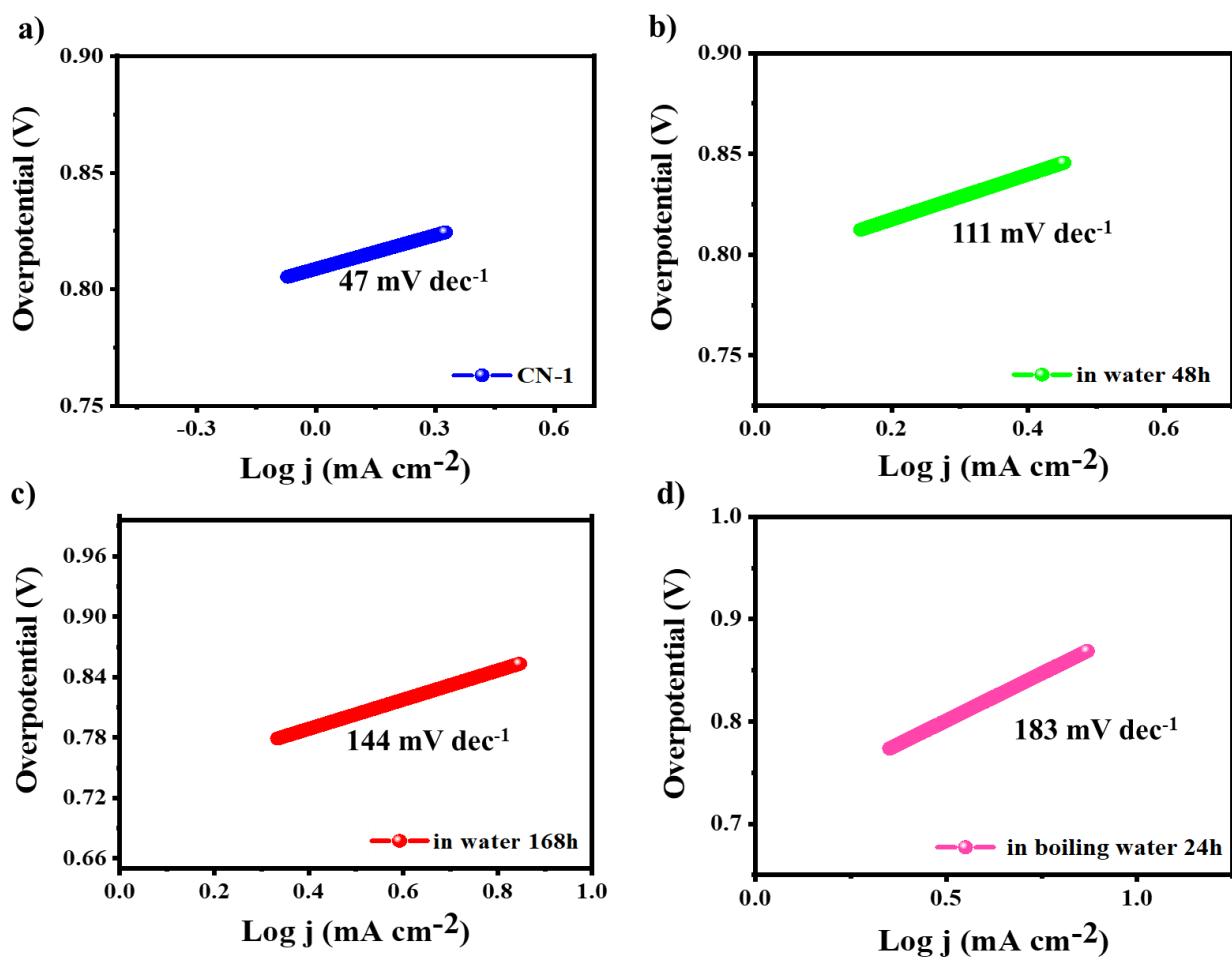 a)
0.90
0.85
0.80
0.75
Overpotential (V)
47 mV dec-1
CN-1
-0.3 0.0 0.3 0.6
Log j (mA cm-2)
b)
0.90
0.85
0.80
0.75
Overpotential (V)
111 mV dec-1
in water 48h
0.0 0.2 0.4 0.6
Log j (mA cm-2)
c)
0.96
0.90
0.84
0.78
0.72
0.66
Overpotential (V)
144 mV dec-1
in water 168h
0.0 0.2 0.4 0.6 0.8 1.0
Log j (mA cm-2)
d)
1.0
0.9
0.8
0.7
Overpotential (V)
183 mV dec-1
in boiling water 24h
0.0 0.5 1.0
Log j (mA cm-2)